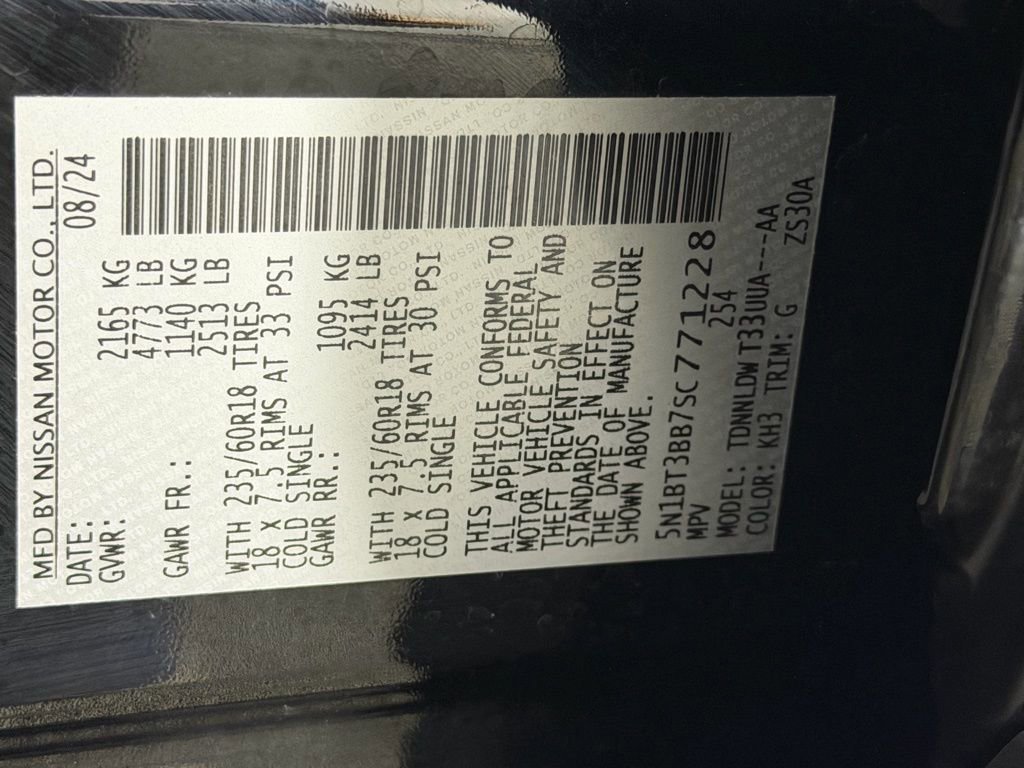 MFD BY NISSAN MOTOR CO., LTD.
DATE: 08/24
GVWR: 2165 KG
4773 LB
GAWR FR.: 1140 KG
2513 LB
WITH 235/60R18 TIRES
18 X 7.5 RIMS AT 33 PSI
COLD SINGLE
GAWR RR.: 1095 KG
2414 LB
WITH 235/60R18 TIRES
18 X 7.5 RIMS AT 30 PSI
COLD SINGLE
THIS VEHICLE CONFORMS TO
ALL APPLICABLE FEDERAL
MOTOR VEHICLE SAFETY AND
THEFT PREVENTION
STANDARDS IN EFFECT ON
THE DATE OF MANUFACTURE
SHOWN ABOVE.
5N1BT3BB7SC771228
MPV 254
MODEL: TDNNLDWT33UUA---AA
COLOR: KH3 TRIM: G ZS30A